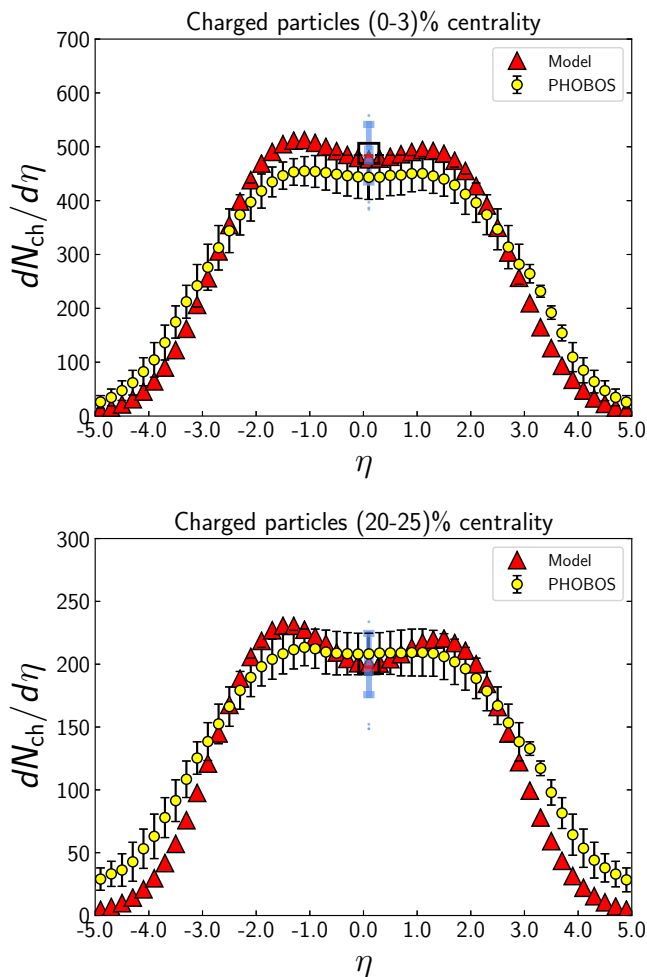 Charged particles (0-3)% centrality
700
600
500
400
300
200
100
0
dN_ch/dη
Model
PHOBOS
-5.0 -4.0 -3.0 -2.0 -1.0 0.0 1.0 2.0 3.0 4.0 5.0
η
Charged particles (20-25)% centrality
300
250
200
150
100
50
0
dN_ch/dη
Model
PHOBOS
-5.0 -4.0 -3.0 -2.0 -1.0 0.0 1.0 2.0 3.0 4.0 5.0
η